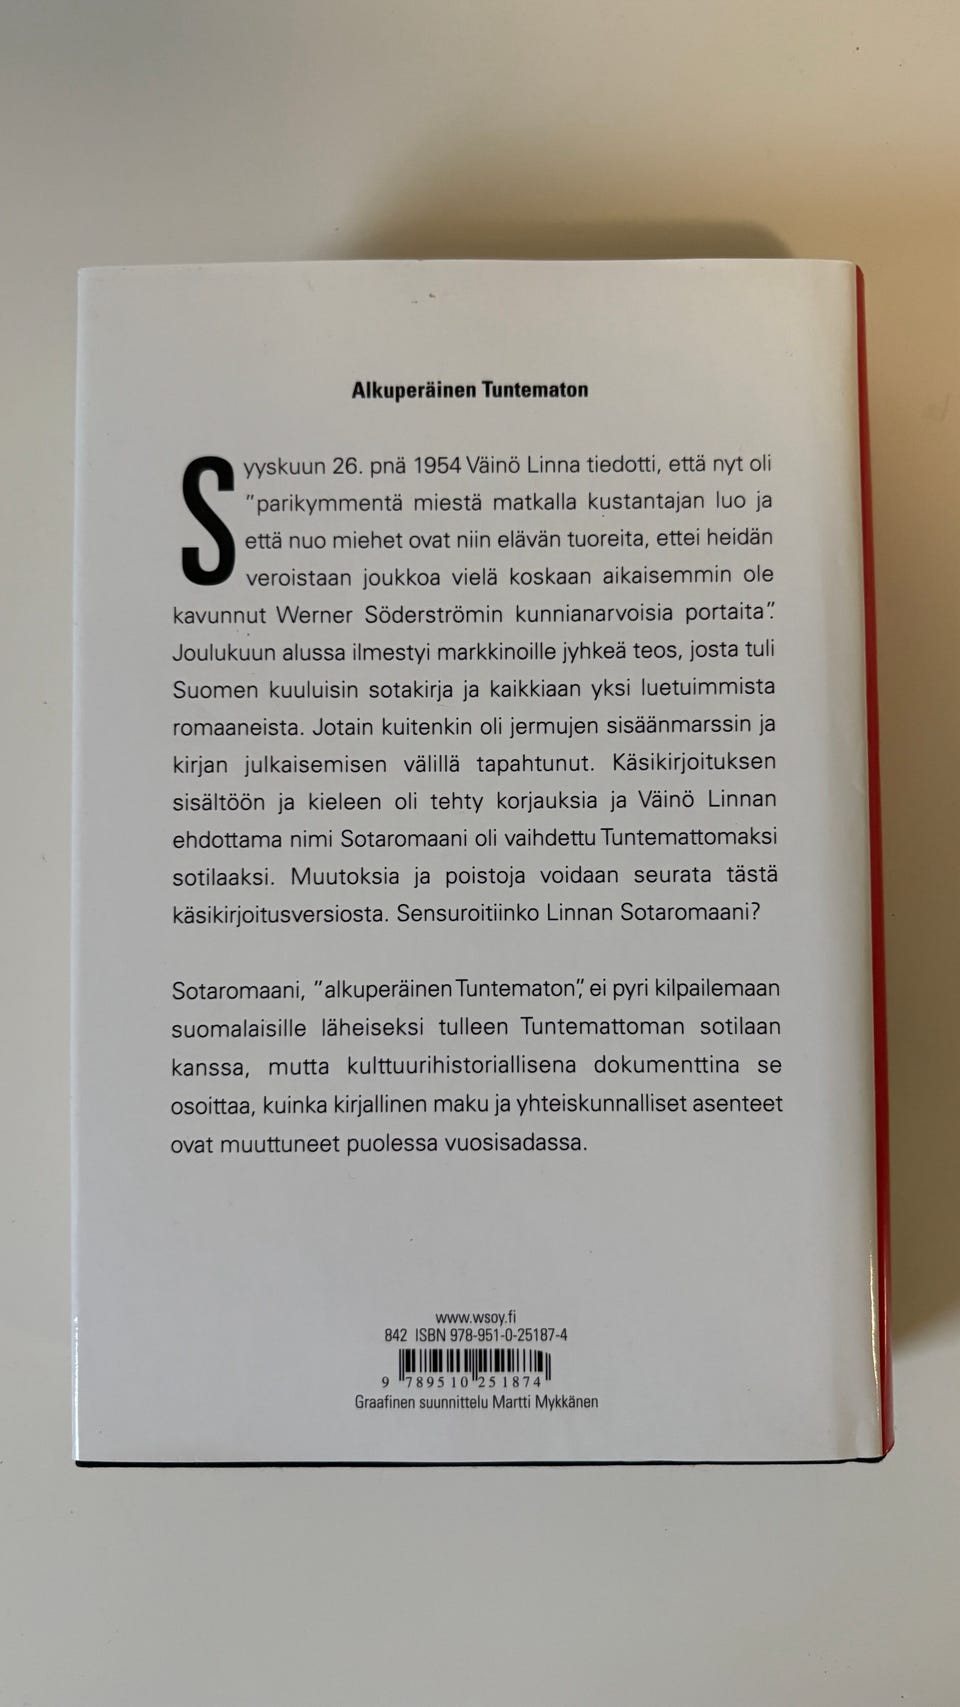 Alkuperäinen Tuntematon
Syyskuun 26. pnä 1954 Väinö Linna tiedotti, että nyt oli
"parikymmentä miestä matkalla kustantajan luo ja
että nuo miehet ovat niin elävän tuoreita, ettei heidän
veroistaan joukkoa vielä koskaan aikaisemmin ole
kavunnut Werner Söderströmin kunnianarvoisia portaita".
Joulukuun alussa ilmestyi markkinoille jyhkeä teos, josta tuli
Suomen kuuluisin sotakirja ja kaikkiaan yksi luetuimmista
romaaneista. Jotain kuitenkin oli jermujen sisäänmarssin ja
kirjan julkaisemisen välillä tapahtunut. Käsikirjoituksen
sisältöön ja kieleen oli tehty korjauksia ja Väinö Linnan
ehdottama nimi Sotaromaani oli vaihdettu Tuntemattomaksi
sotilaaksi. Muutoksia ja poistoja voidaan seurata tästä
käsikirjoitusversiosta. Sensuroitiinko Linnan Sotaromaani?
Sotaromaani, "alkuperäinen Tuntematon", ei pyri kilpailemaan
suomalaisille läheiseksi tulleen Tuntemattoman sotilaan
kanssa, mutta kulttuurihistoriallisena dokumenttina se
osoittaa, kuinka kirjallinen maku ja yhteiskunnalliset asenteet
ovat muuttuneet puolessa vuosisadassa.
www.wsoy.fi
842 ISBN 978-951-0-25187-4
9 789510 251874
Graafinen suunnittelu Martti Mykkänen